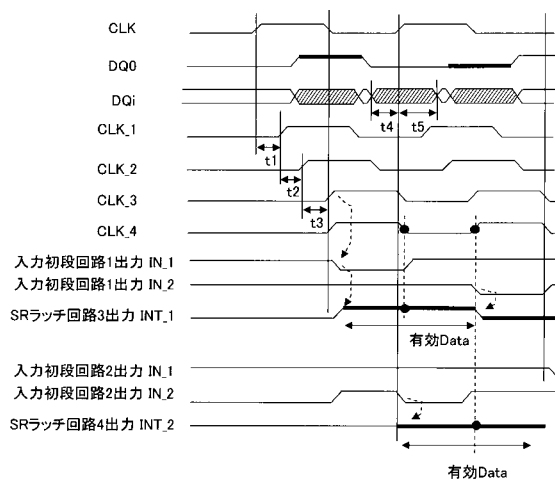 CLK
DQ0
DQi
t4 t5
CLK_1
t1
CLK_2
t2
CLK_3
t3
CLK_4
入力初段回路1出力 IN_1
入力初段回路1出力 IN_2
SRラッチ回路3出力 INT_1
有効Data
入力初段回路2出力 IN_1
入力初段回路2出力 IN_2
SRラッチ回路4出力 INT_2
有効Data